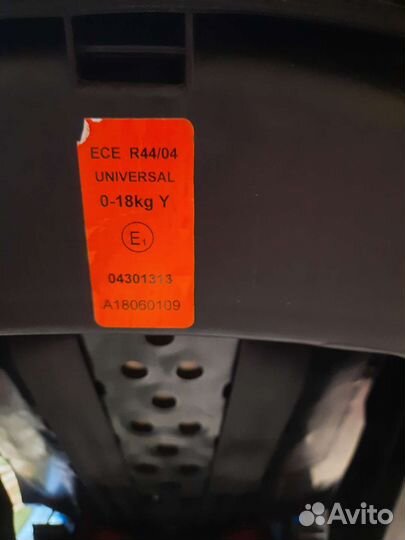 ECE R44/04
UNIVERSAL
0-18kg Y
E1
04301313
A18060109
Avito